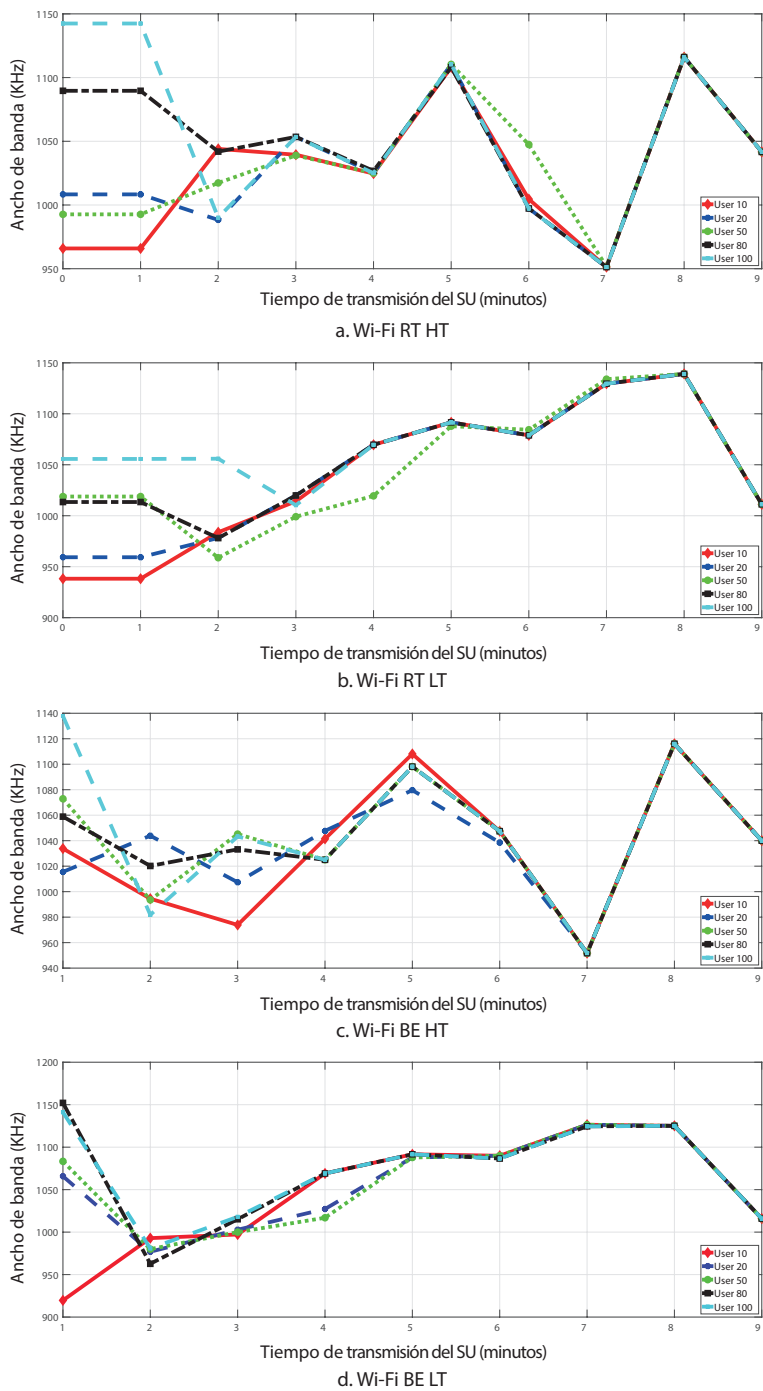 1150
1100
1050
1000
950
Ancho de banda (KHz)
0 1 2 3 4 5 6 7 8 9
User 10
User 20
User 50
User 80
User 100
Tiempo de transmisión del SU (minutos)
a. Wi-Fi RT HT
1150
1100
1050
1000
950
900
Ancho de banda (KHz)
0 1 2 3 4 5 6 7 8 9
User 10
User 20
User 50
User 80
User 100
Tiempo de transmisión del SU (minutos)
b. Wi-Fi RT LT
1140
1120
1100
1080
1060
1040
1020
1000
980
960
940
Ancho de banda (KHz)
1 2 3 4 5 6 7 8 9
User 10
User 20
User 50
User 80
User 100
Tiempo de transmisión del SU (minutos)
c. Wi-Fi BE HT
1200
1150
1100
1050
1000
950
900
Ancho de banda (KHz)
1 2 3 4 5 6 7 8 9
User 10
User 20
User 50
User 80
User 100
Tiempo de transmisión del SU (minutos)
d. Wi-Fi BE LT